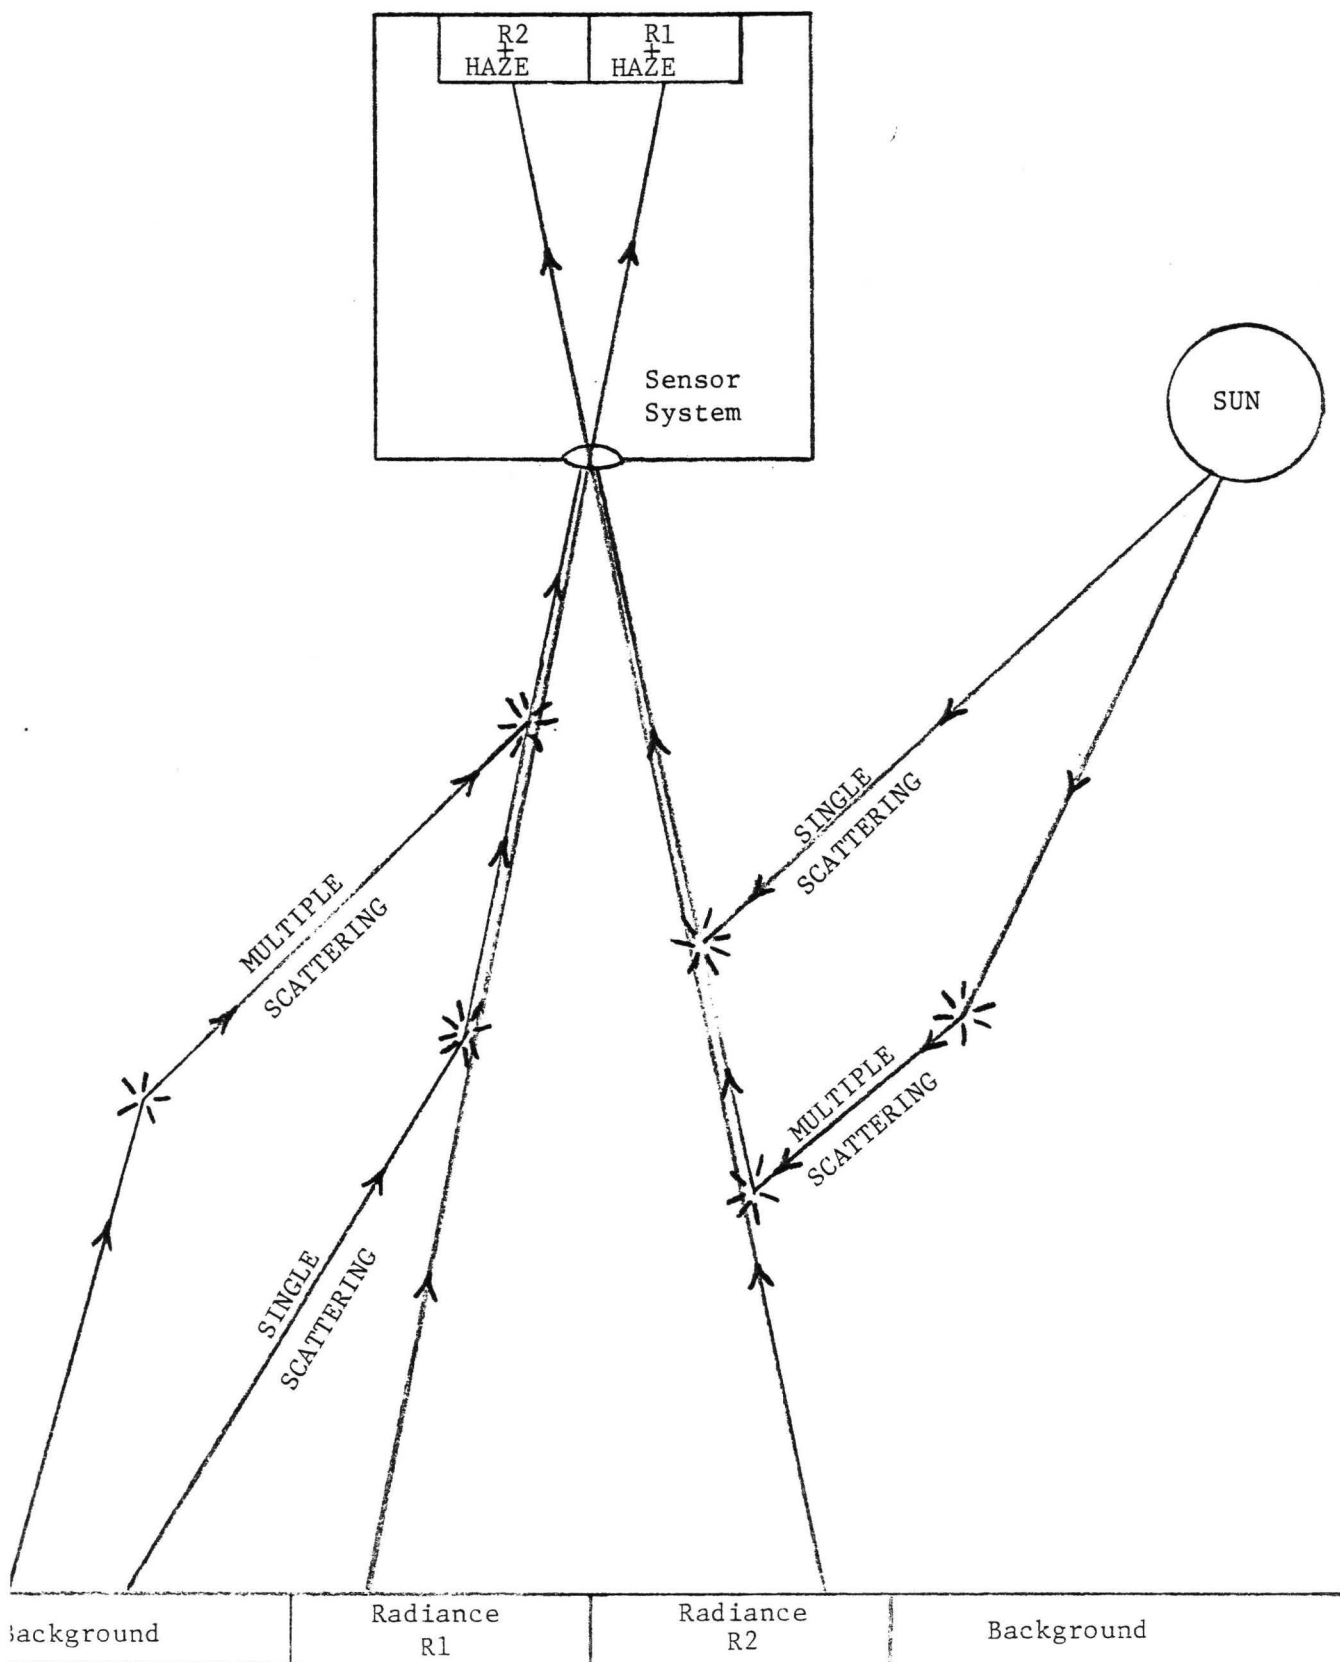 R2
+
HAZE
R1
+
HAZE
Sensor
System
SUN
SINGLE
SCATTERING
MULTIPLE
SCATTERING
MULTIPLE
SCATTERING
SINGLE
SCATTERING
Background
Radiance
R1
Radiance
R2
Background